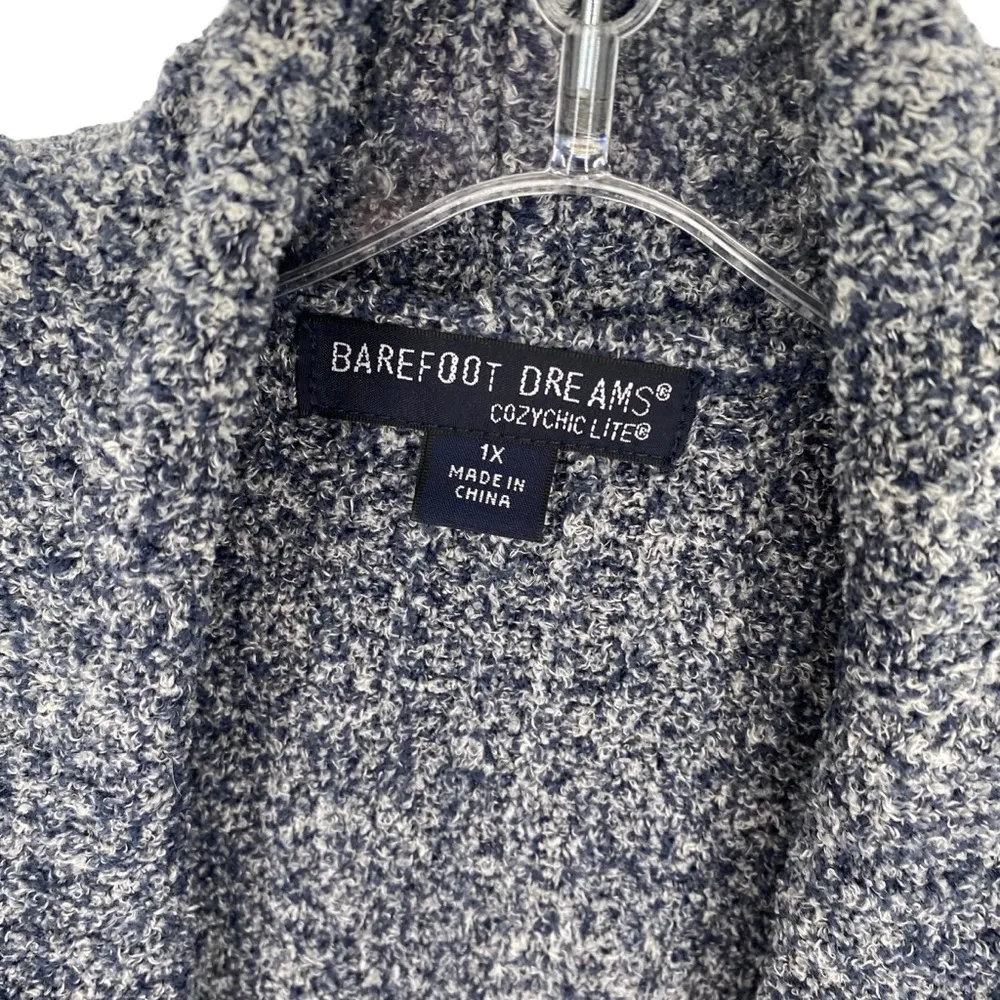 BAREFOOT DREAMS®
COZYCHIC LITE®
1X
MADE IN
CHINA